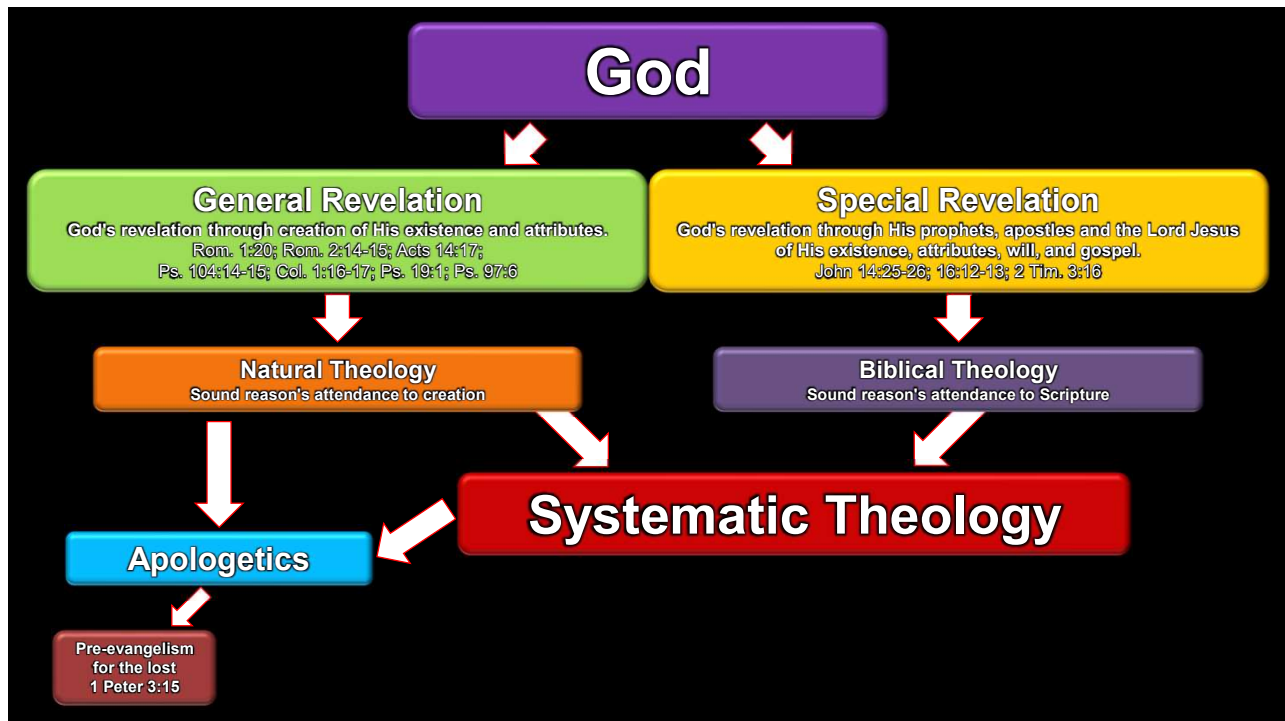 God
General Revelation
God's revelation through creation of His existence and attributes.
Rom. 1:20; Rom. 2:14-15; Acts 14:17;
Ps. 104:14-15; Col. 1:16-17; Ps. 19:1; Ps. 97:6
Special Revelation
God's revelation through His prophets, apostles and the Lord Jesus
of His existence, attributes, will, and gospel.
John 14:25-26; 16:12-13; 2 Tim. 3:16
Natural Theology
Sound reason's attendance to creation
Biblical Theology
Sound reason's attendance to Scripture
Systematic Theology
Apologetics
Pre-evangelism
for the lost
1 Peter 3:15